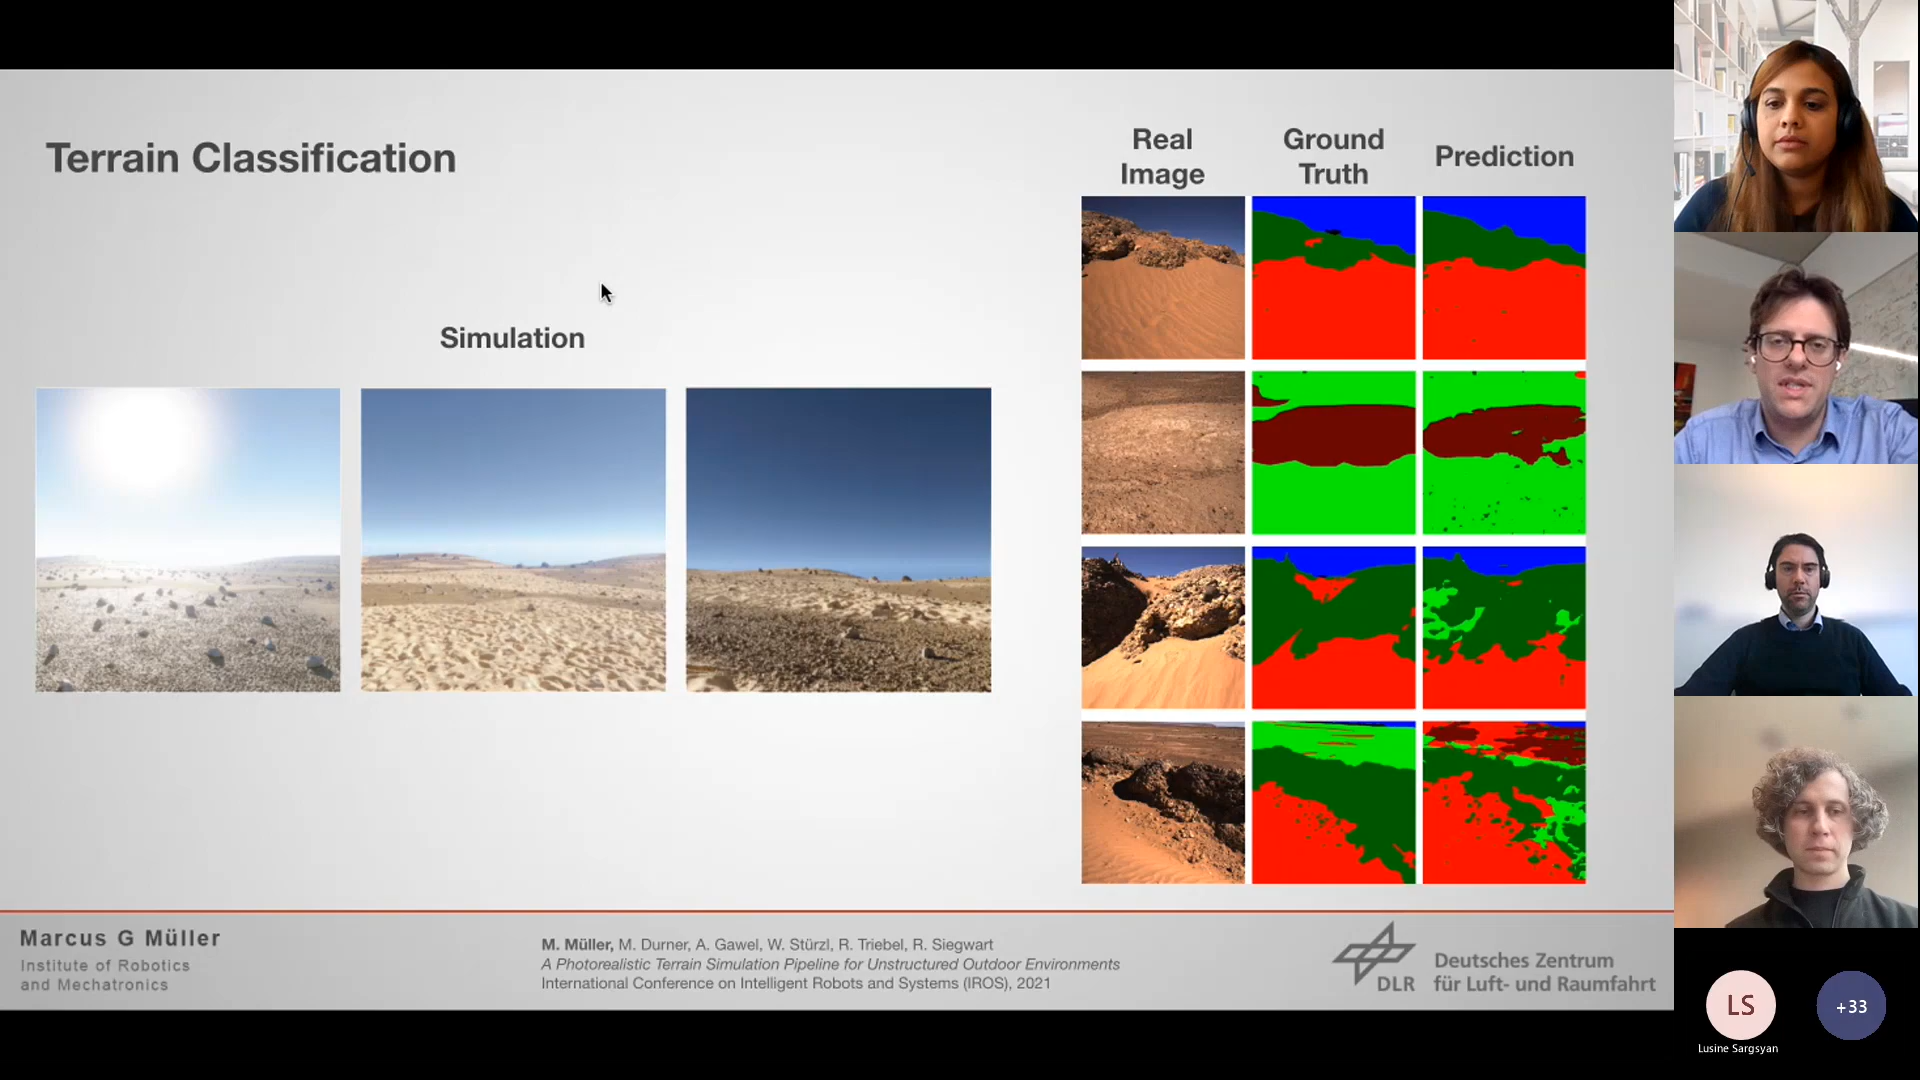 Terrain Classification
Simulation
Real
Image
Ground
Truth
Prediction
Marcus G Müller
Institute of Robotics
and Mechatronics
M. Müller, M. Durner, A. Gawel, W. Stürzl, R. Triebel, R. Siegwart
A Photorealistic Terrain Simulation Pipeline for Unstructured Outdoor Environments
International Conference on Intelligent Robots and Systems (IROS), 2021
DLR
Deutsches Zentrum
für Luft- und Raumfahrt
LS
+33
Lusine Sargsyan